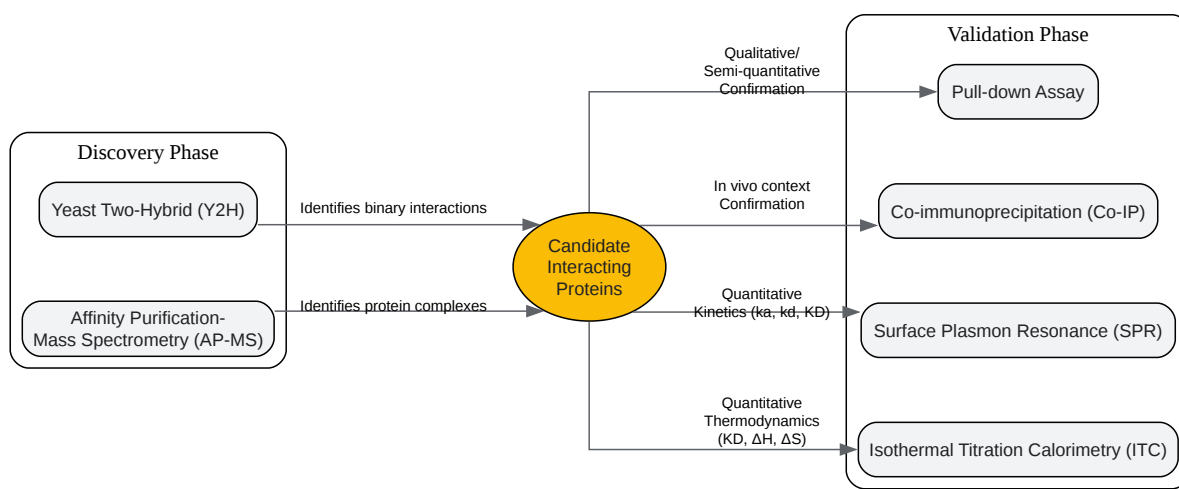 Discovery Phase
Yeast Two-Hybrid (Y2H)
Affinity Purification-
Mass Spectrometry (AP-MS)
Identifies binary interactions
Identifies protein complexes
Candidate
Interacting
Proteins
Qualitative/
Semi-quantitative
Confirmation
In vivo context
Confirmation
Quantitative
Kinetics (ka, kd, KD)
Quantitative
Thermodynamics
(KD, ΔH, ΔS)
Validation Phase
Pull-down Assay
Co-immunoprecipitation (Co-IP)
Surface Plasmon Resonance (SPR)
Isothermal Titration Calorimetry (ITC)